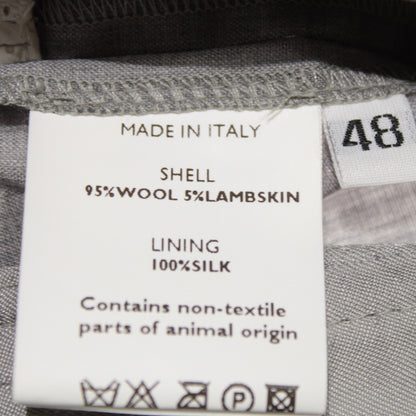 MADE IN ITALY
48
SHELL
95%WOOL 5%LAMBSKIN
LINING
100%SILK
Contains non-textile
parts of animal origin
P